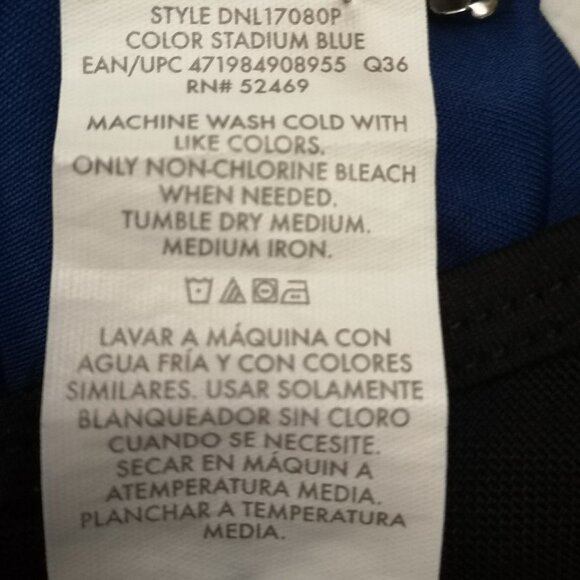 STYLE DNL17080P
COLOR STADIUM BLUE
EAN/UPC 471984908955 Q36
RN# 52469
MACHINE WASH COLD WITH
LIKE COLORS.
ONLY NON-CHLORINE BLEACH
WHEN NEEDED.
TUMBLE DRY MEDIUM.
MEDIUM IRON.
LAVAR A MÁQUINA CON
AGUA FRÍA Y CON COLORES
SIMILARES. USAR SOLAMENTE
BLANQUEADOR SIN CLORO
CUANDO SE NECESITE.
SECAR EN MÁQUIN A
ATEMPERATURA MEDIA.
PLANCHAR A TEMPERATURA
MEDIA.